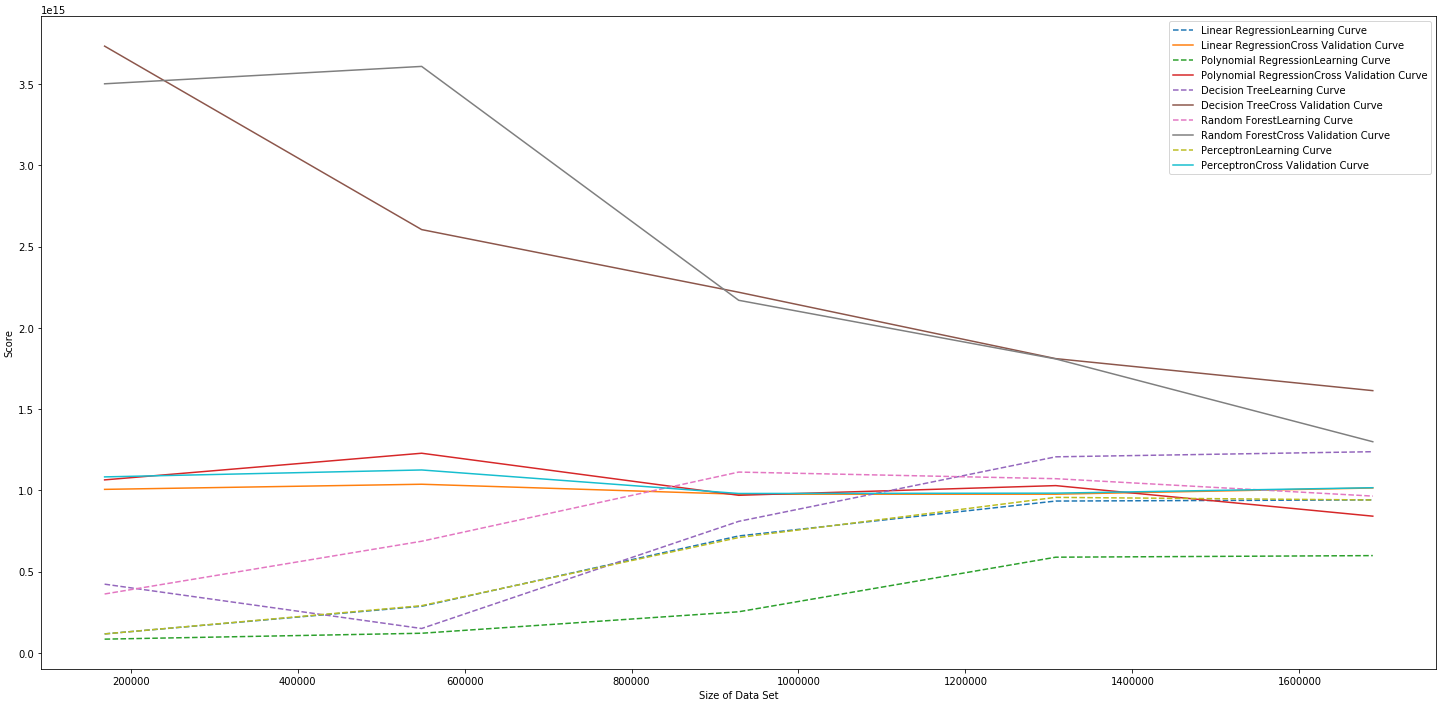 1e15
Linear RegressionLearning Curve
Linear RegressionCross Validation Curve
Polynomial RegressionLearning Curve
Polynomial RegressionCross Validation Curve
Decision TreeLearning Curve
Decision TreeCross Validation Curve
Random ForestLearning Curve
Random ForestCross Validation Curve
PerceptronLearning Curve
PerceptronCross Validation Curve
3.5
3.0
2.5
2.0
1.5
1.0
0.5
0.0
Score
200000 400000 600000 800000 1000000 1200000 1400000 1600000
Size of Data Set